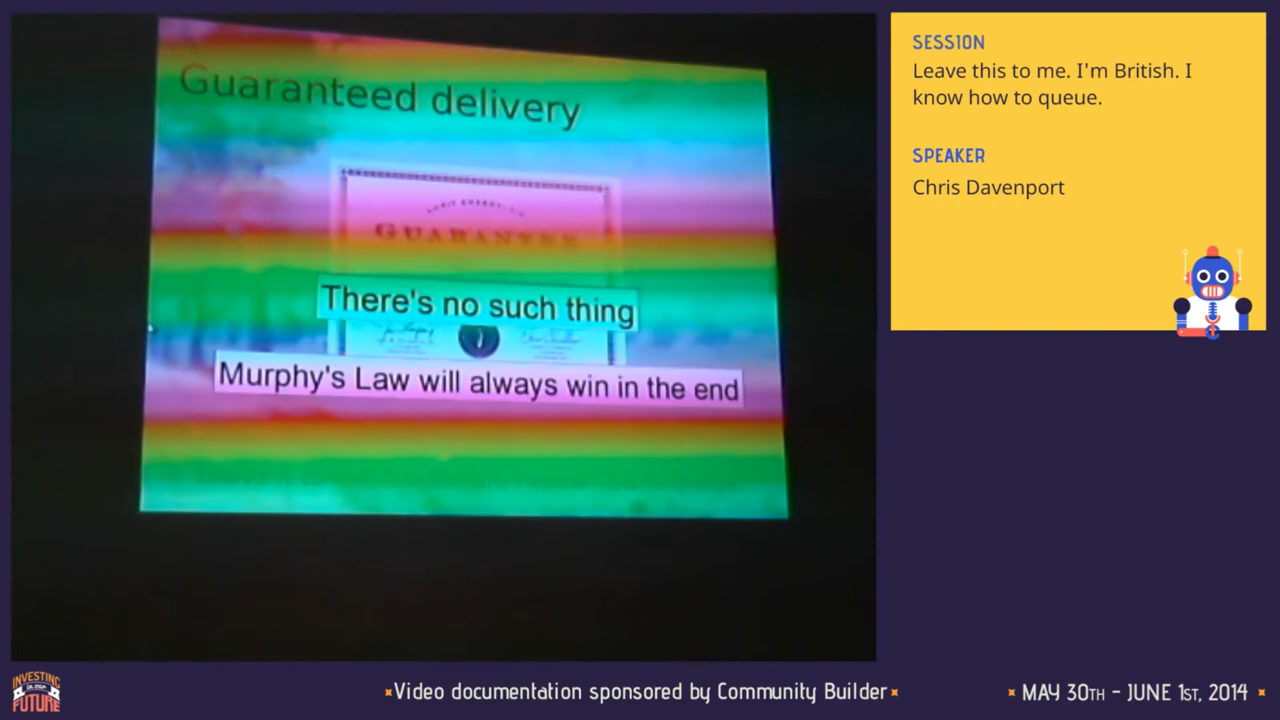 Guaranteed delivery
GUARANTEE
There's no such thing
Murphy's Law will always win in the end
SESSION
Leave this to me. I'm British. I
know how to queue.
SPEAKER
Chris Davenport
INVESTING
IN OUR
FUTURE
Video documentation sponsored by Community Builder
MAY 30TH - JUNE 1ST, 2014